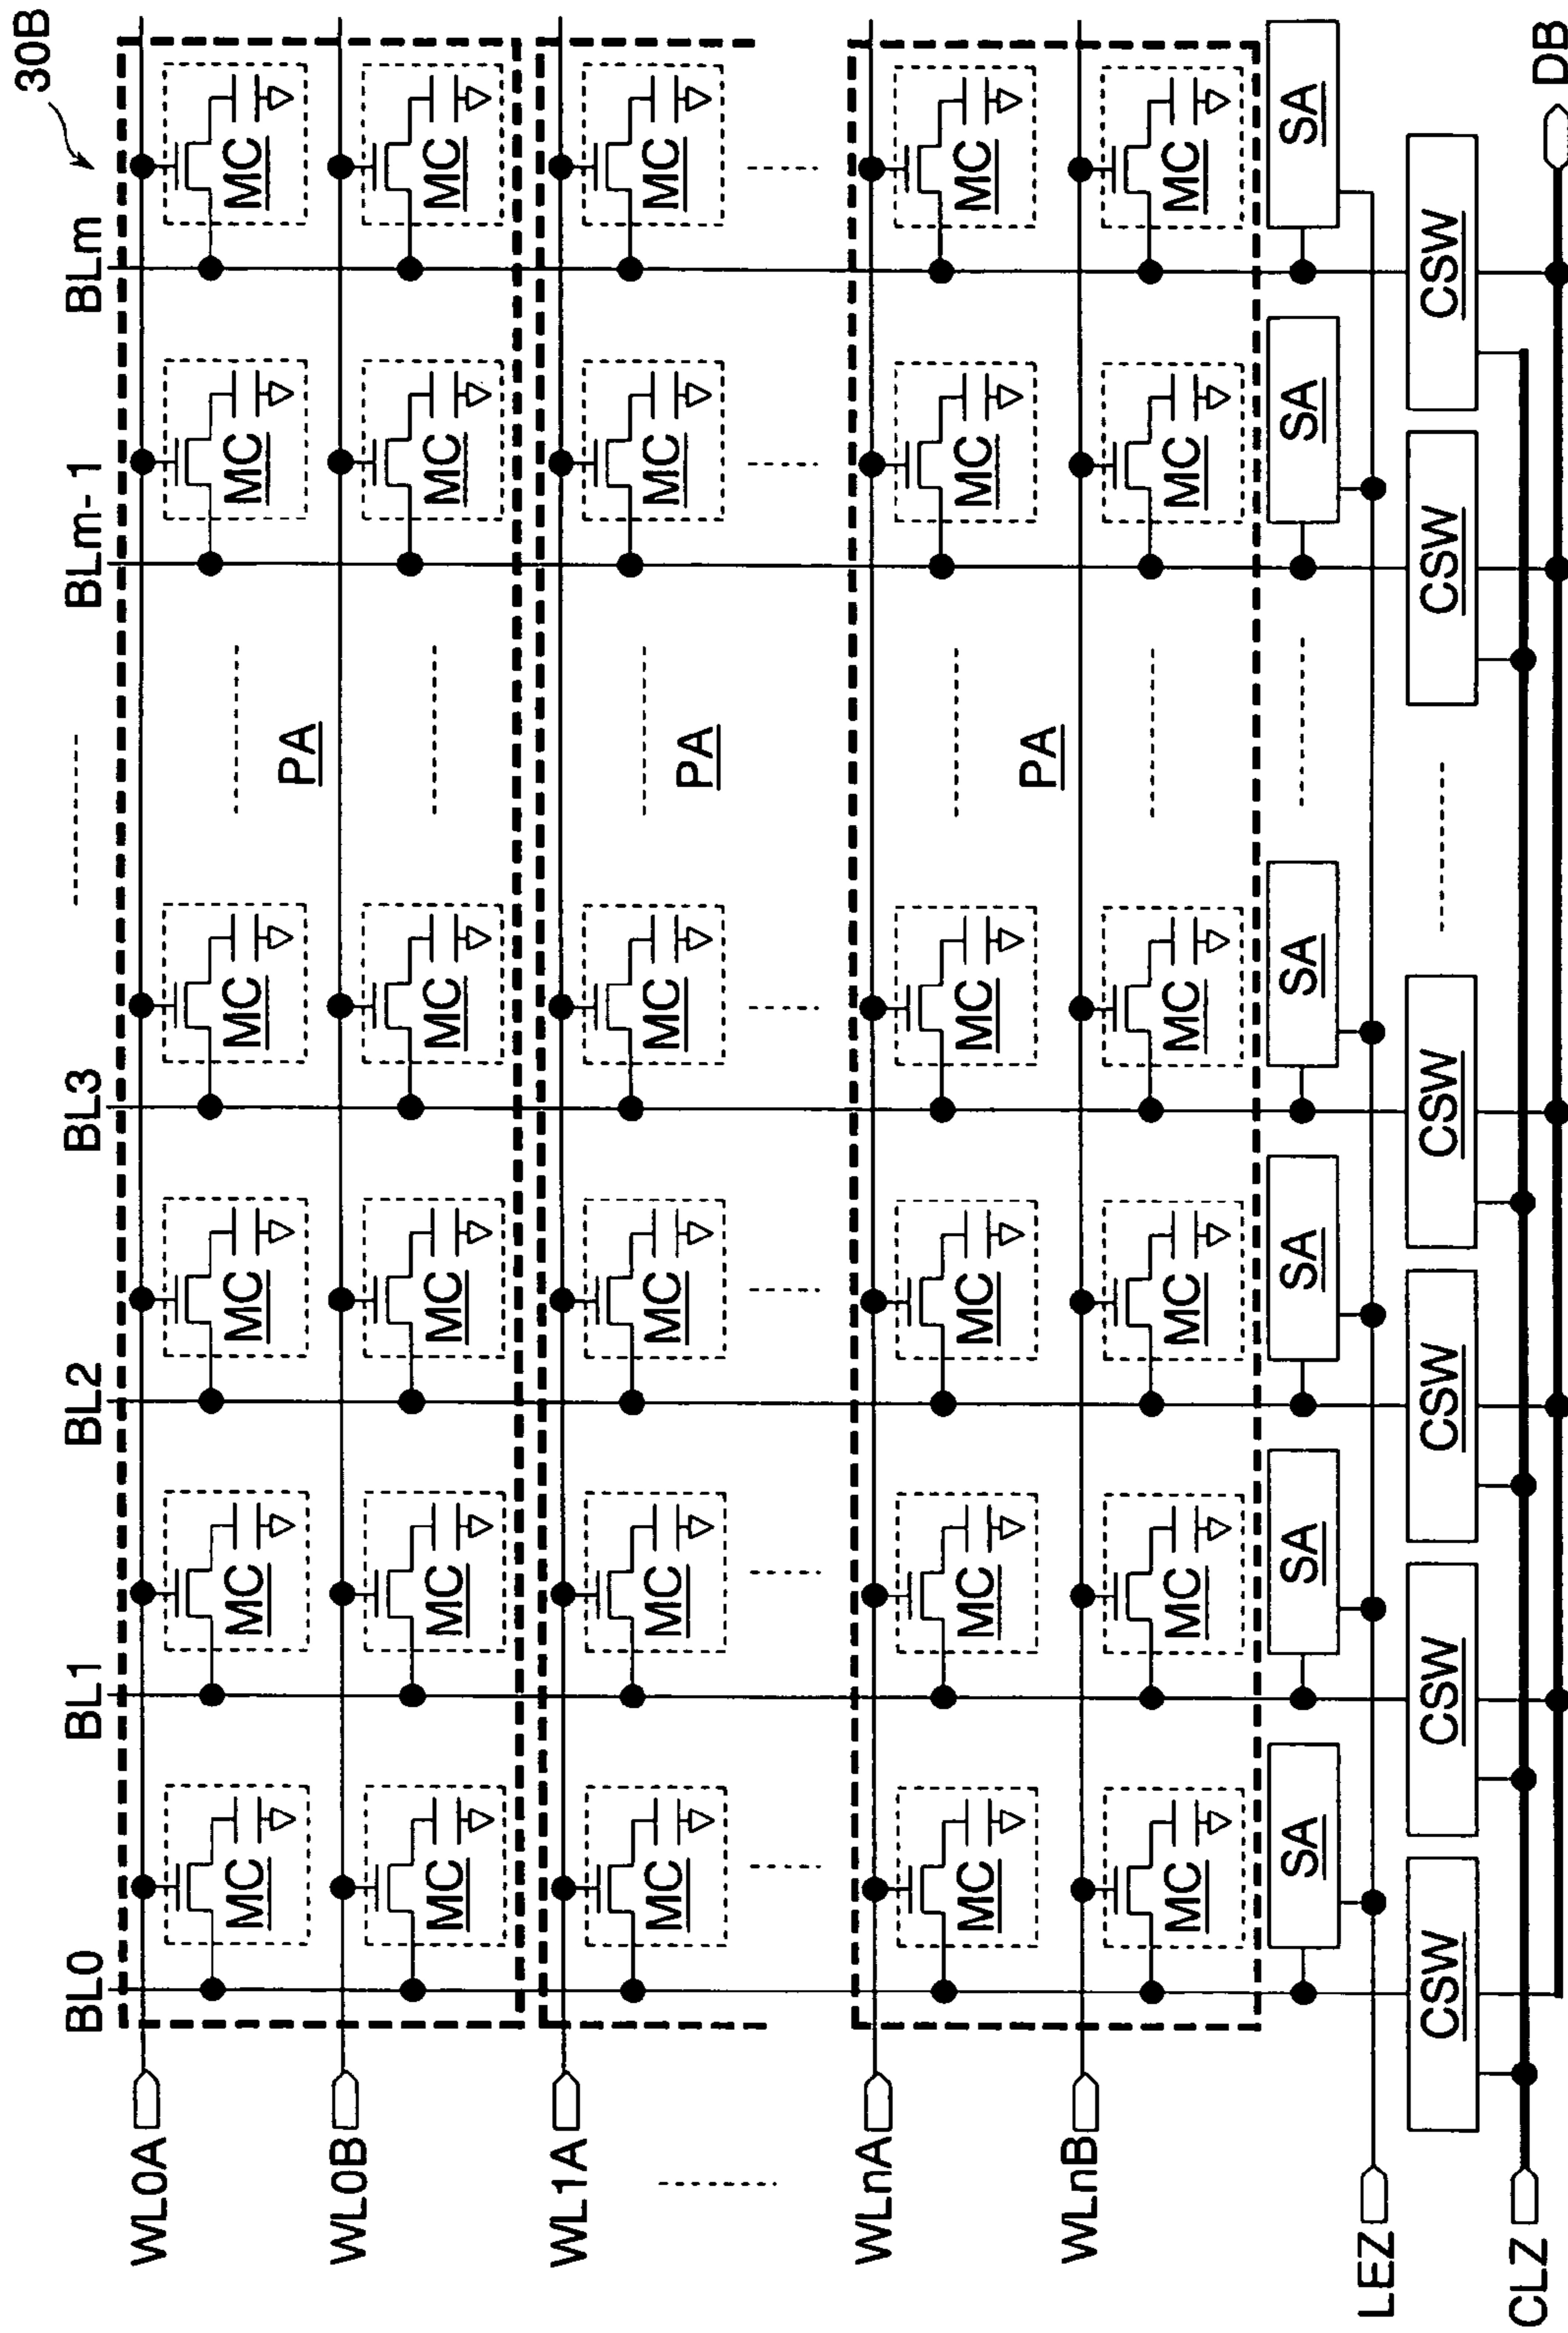 30B
BL0 BL1 BL2 BL3 BLm-1 BLm
WL0A MC MC MC MC MC MC
PA
WL0B MC MC MC MC MC MC
WL1A MC MC MC MC MC MC
PA
WLnA MC MC MC MC MC MC
PA
WLnB MC MC MC MC MC MC
SA SA SA SA SA SA
LEZ
CSW CSW CSW CSW CSW CSW
CLZ
DB